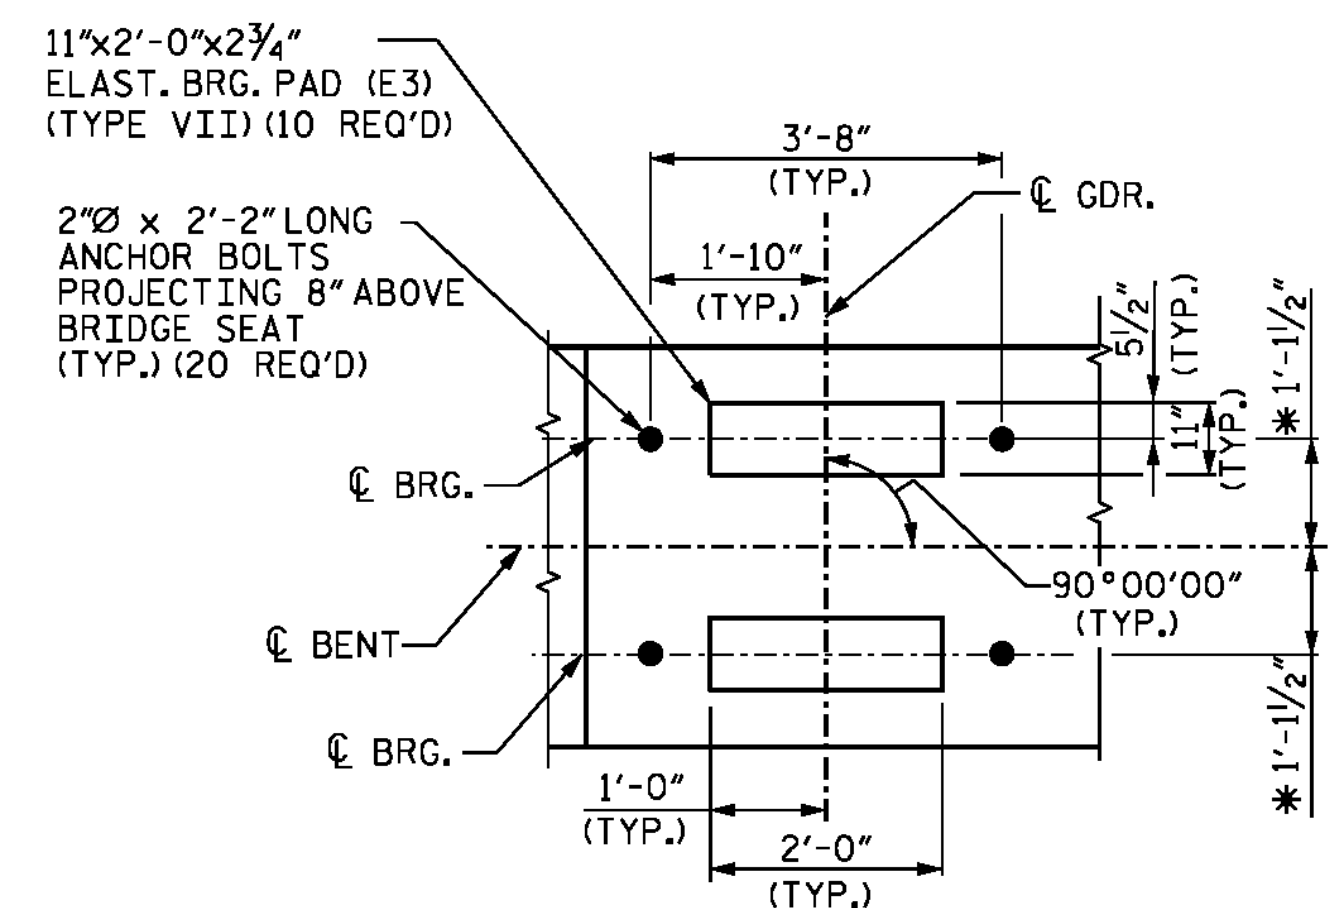 11"x2'-0"x2¾"
ELAST. BRG. PAD (E3)
(TYPE VII) (10 REQ'D)
2"Ø x 2'-2" LONG
ANCHOR BOLTS
PROJECTING 8" ABOVE
BRIDGE SEAT
(TYP.) (20 REQ'D)
3'-8"
(TYP.)
℄ GDR.
1'-10"
(TYP.)
5½"
(TYP.)
11"
(TYP.)
✱ 1'-1½"
℄ BRG.
℄ BENT
90°00'00"
(TYP.)
℄ BRG.
✱ 1'-1½"
1'-0"
(TYP.)
2'-0"
(TYP.)